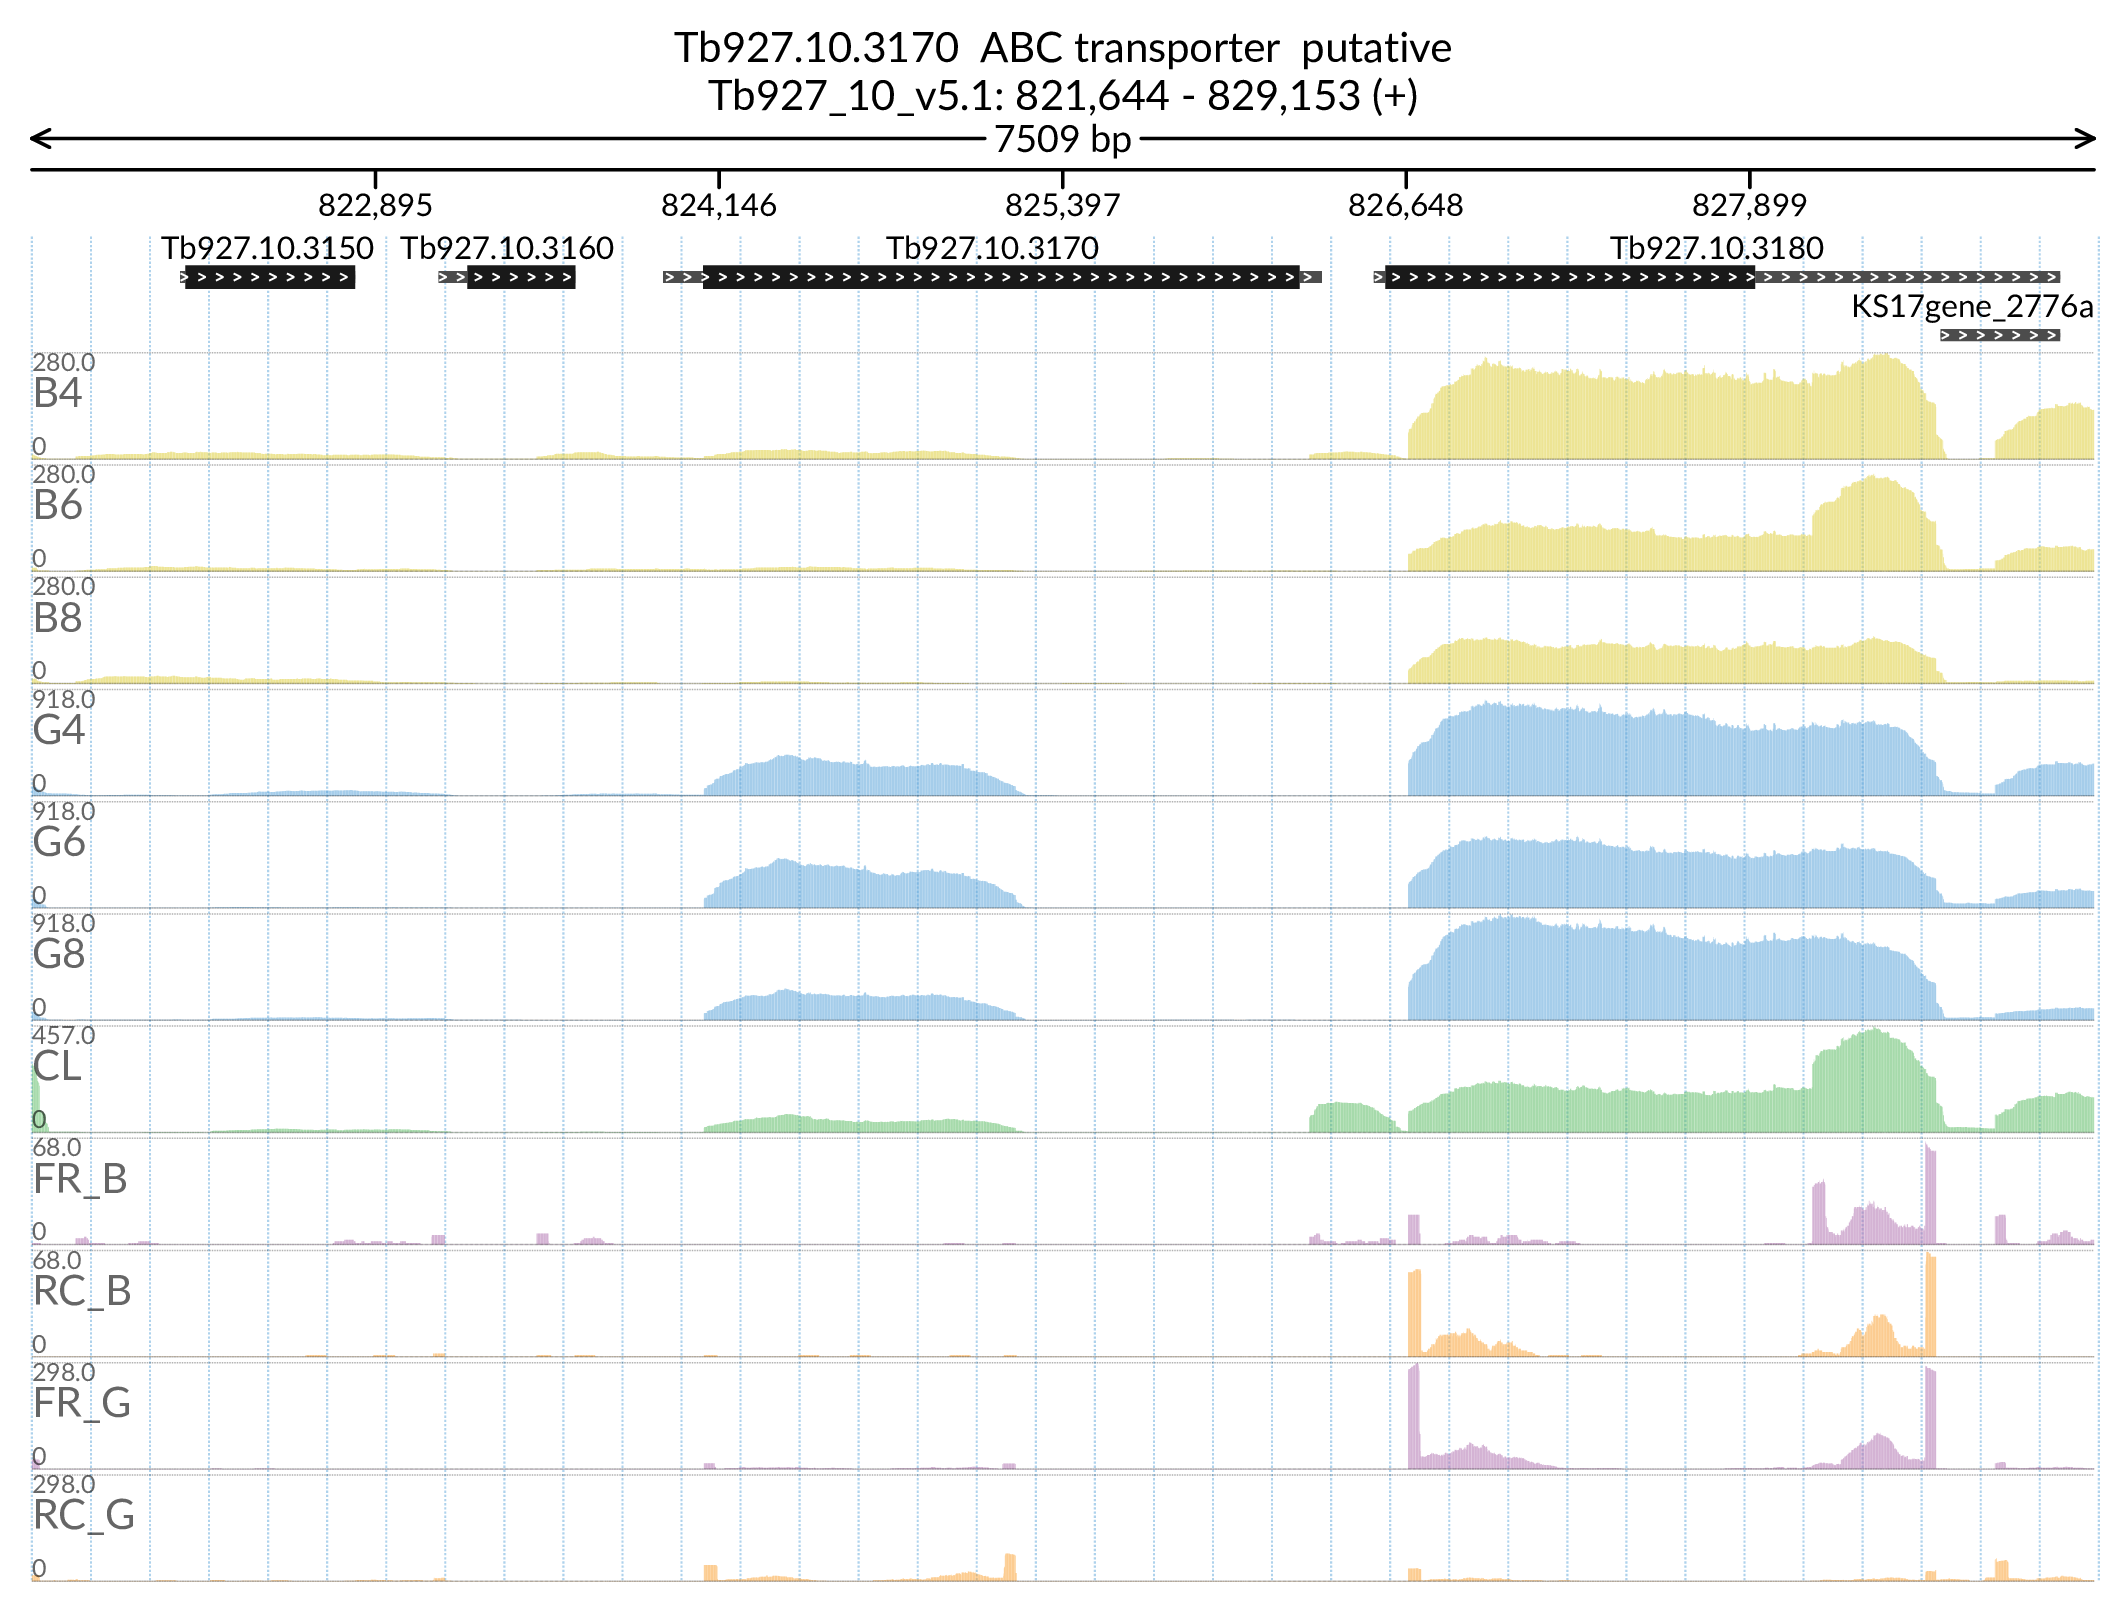 Tb927.10.3170 ABC transporter putative
Tb927_10_v5.1: 821,644 - 829,153 (+)
7509 bp
822,895 824,146 825,397 826,648 827,899
Tb927.10.3150 Tb927.10.3160 Tb927.10.3170 Tb927.10.3180
KS17gene_2776a
280.0
B4
0
280.0
B6
0
280.0
B8
0
918.0
G4
0
918.0
G6
0
918.0
G8
0
457.0
CL
0
68.0
FR_B
0
68.0
RC_B
0
298.0
FR_G
0
298.0
RC_G
0